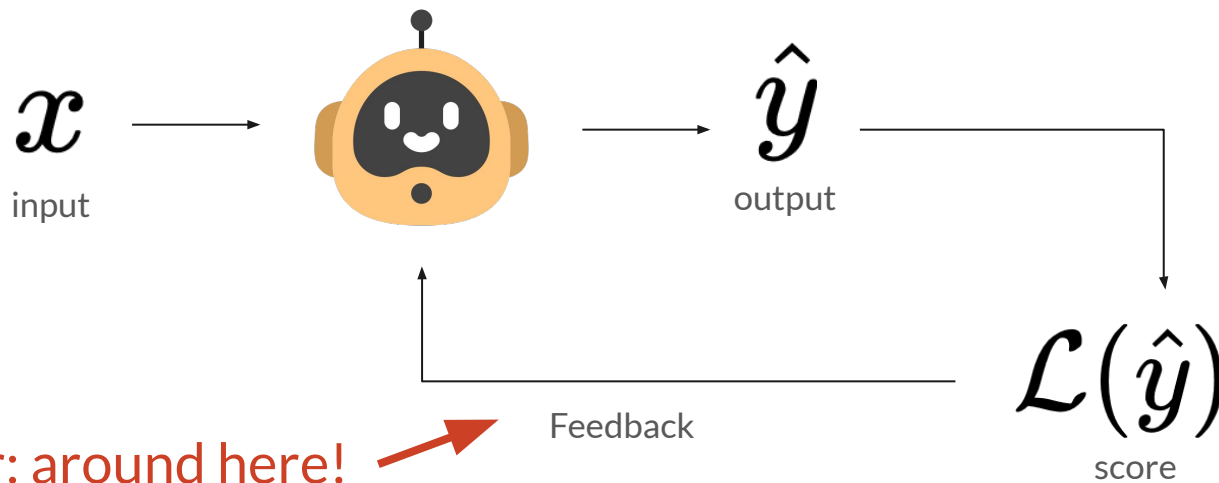 x
input
ŷ
output
ℒ(ŷ)
score
Feedback
r: around here!